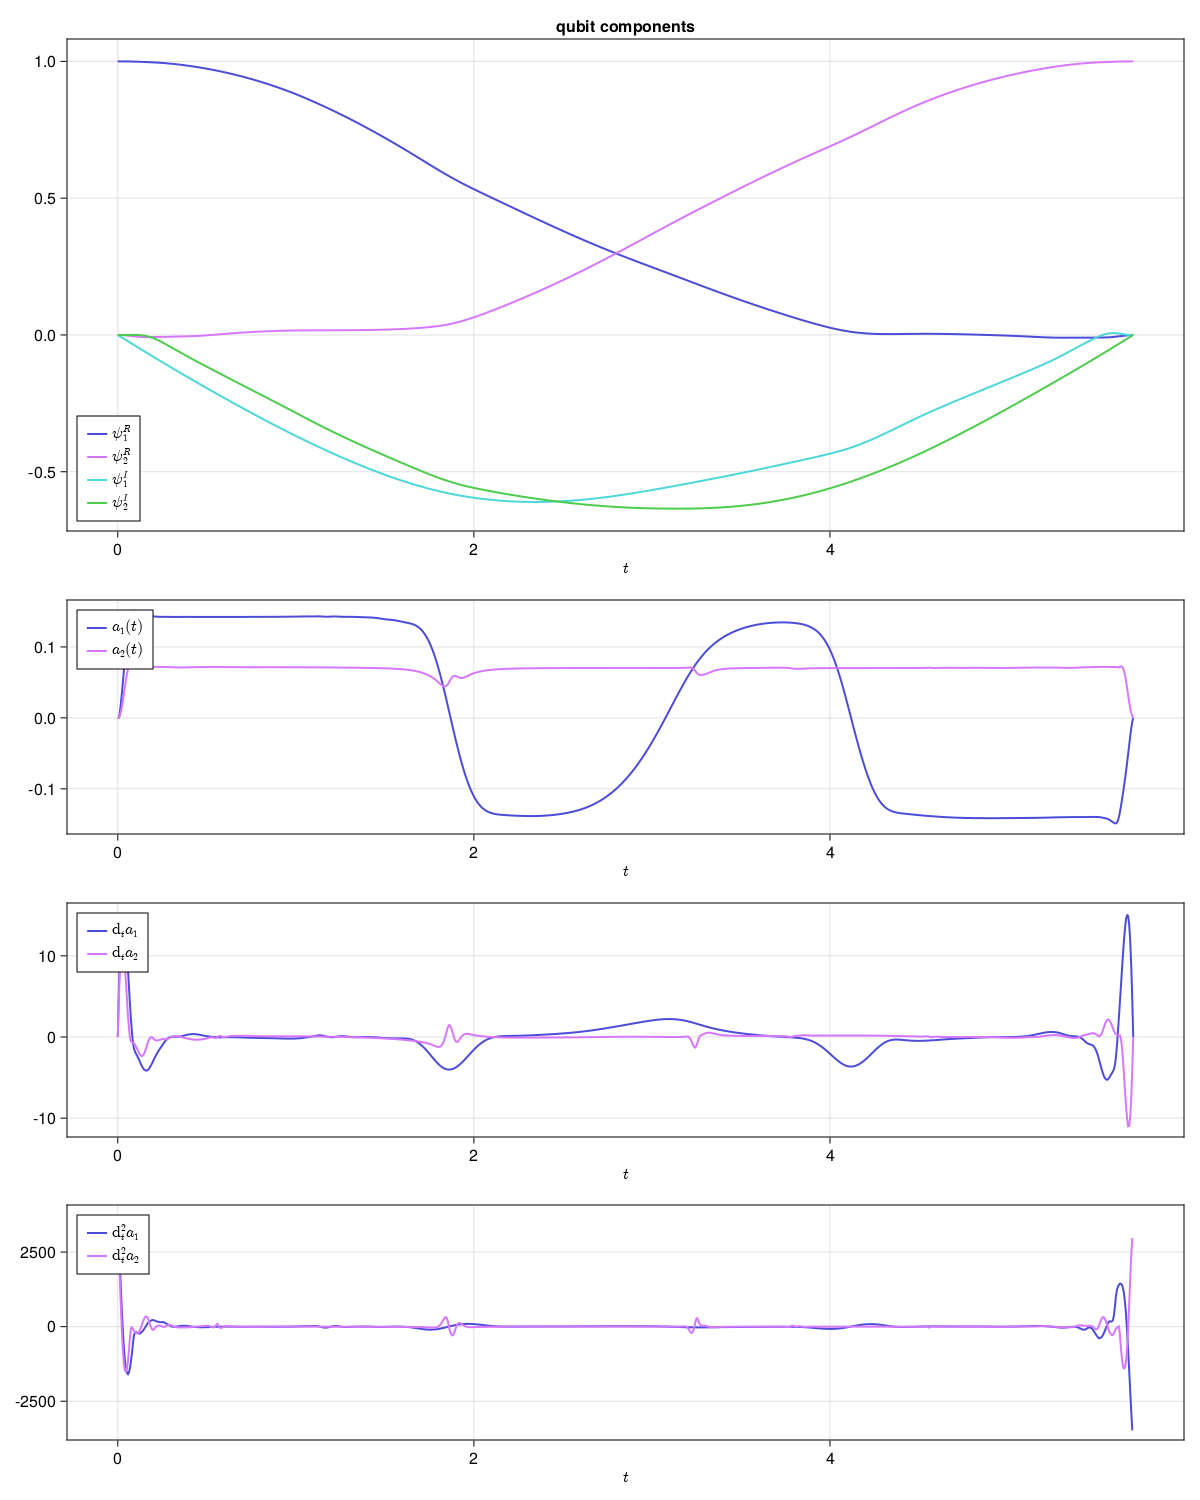 qubit components
1.0
0.5
0.0
-0.5
ψ₁ᴿ
ψ₂ᴿ
ψ₁ᴵ
ψ₂ᴵ
0 2 4
t
0.1
0.0
-0.1
a₁(t)
a₂(t)
0 2 4
t
10
0
-10
dₜa₁
dₜa₂
0 2 4
t
2500
0
-2500
d²ₜa₁
d²ₜa₂
0 2 4
t